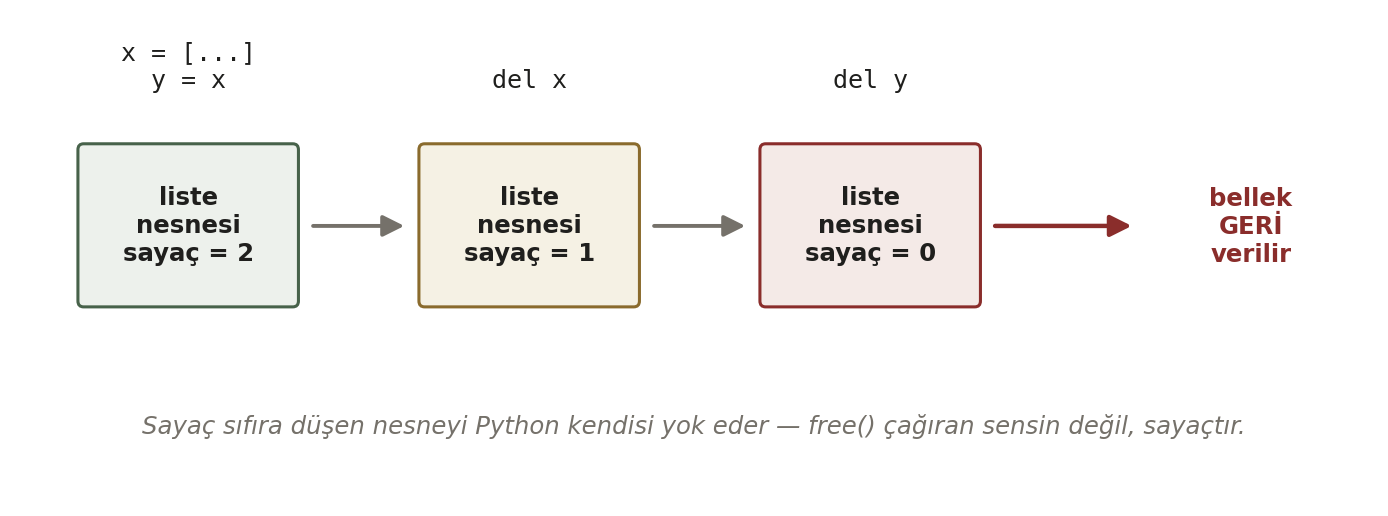 x = [...]
y = x
del x
del y
liste
nesnesi
sayaç = 2
liste
nesnesi
sayaç = 1
liste
nesnesi
sayaç = 0
bellek
GERİ
verilir
Sayaç sıfıra düşen nesneyi Python kendisi yok eder — free() çağıran sensin değil, sayaçtır.